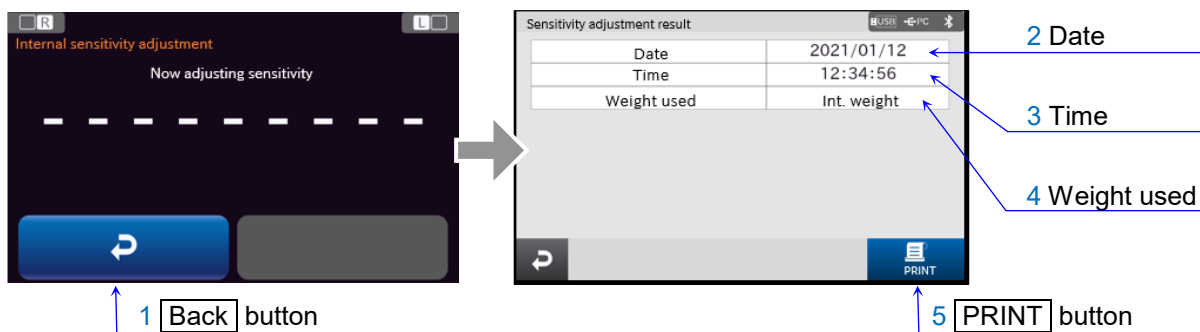 R
L
Internal sensitivity adjustment
Now adjusting sensitivity
Sensitivity adjustment result
USB PC
Date 2021/01/12
Time 12:34:56
Weight used Int. weight
PRINT
2 Date
3 Time
4 Weight used
1 Back button
5 PRINT button